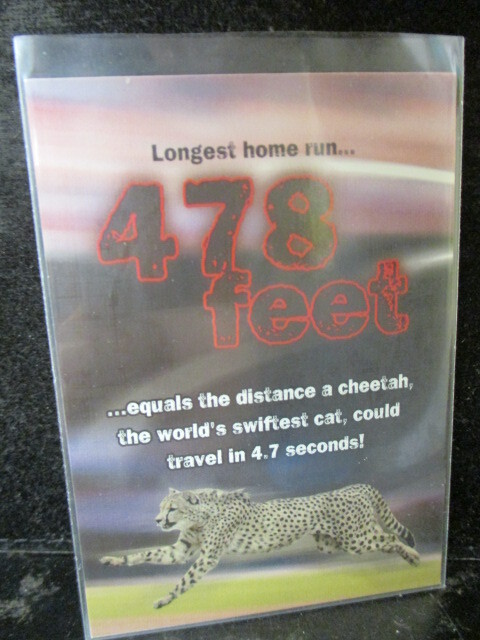 Longest home run...
478
feet
...equals the distance a cheetah,
the world's swiftest cat, could
travel in 4.7 seconds!